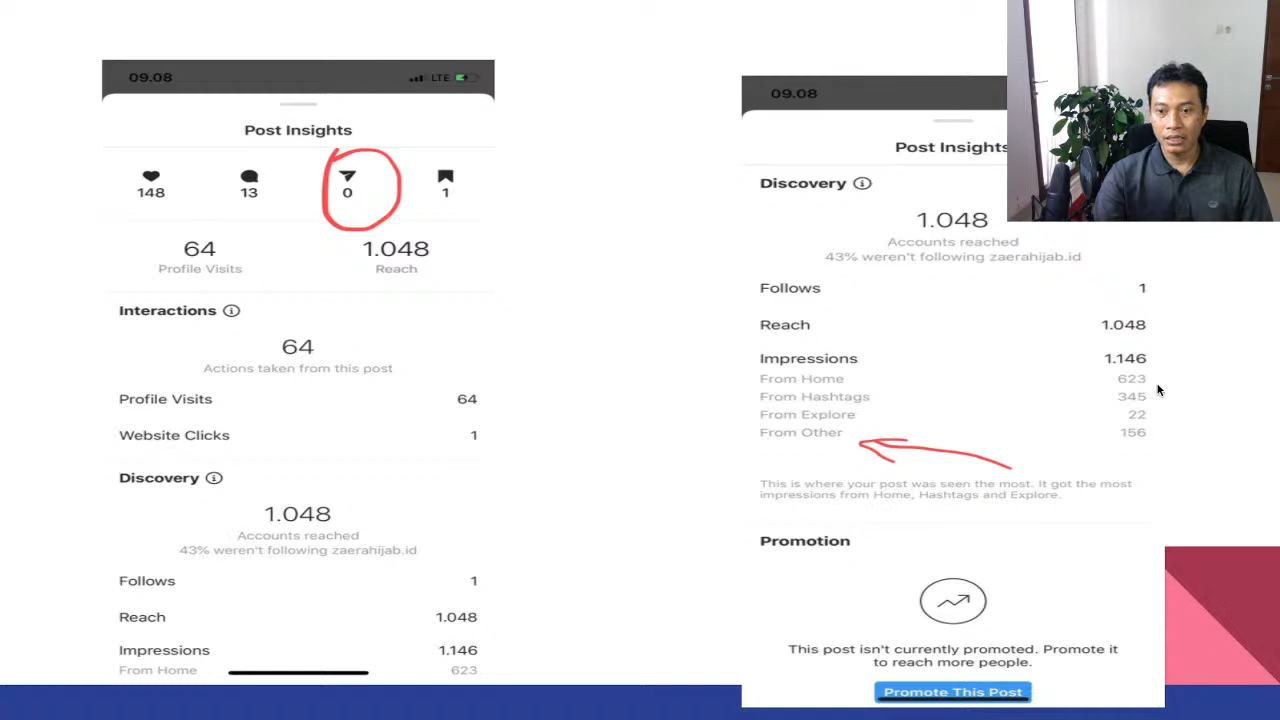 09.08
LTE
Post Insights
148
13
0
1
64
1.048
Profile Visits
Reach
Interactions
64
Actions taken from this post
Profile Visits 64
Website Clicks 1
Discovery
1.048
Accounts reached
43% weren't following zaerahijab.id
Follows 1
Reach 1.048
Impressions 1.146
From Home 623
09.08
Post Insights
Discovery
1.048
Accounts reached
43% weren't following zaerahijab.id
Follows 1
Reach 1.048
Impressions 1.146
From Home 623
From Hashtags 345
From Explore 22
From Other 156
This is where your post was seen the most. It got the most
impressions from Home, Hashtags and Explore.
Promotion
This post isn't currently promoted. Promote it
to reach more people.
Promote This Post